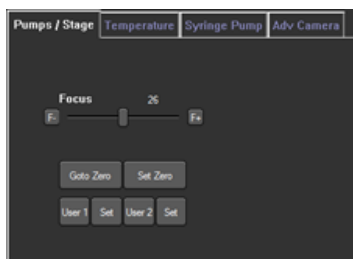 Pumps / Stage Temperature Syringe Pump Adv Camera
Focus 26
F- F+
Goto Zero Set Zero
User 1 Set User 2 Set